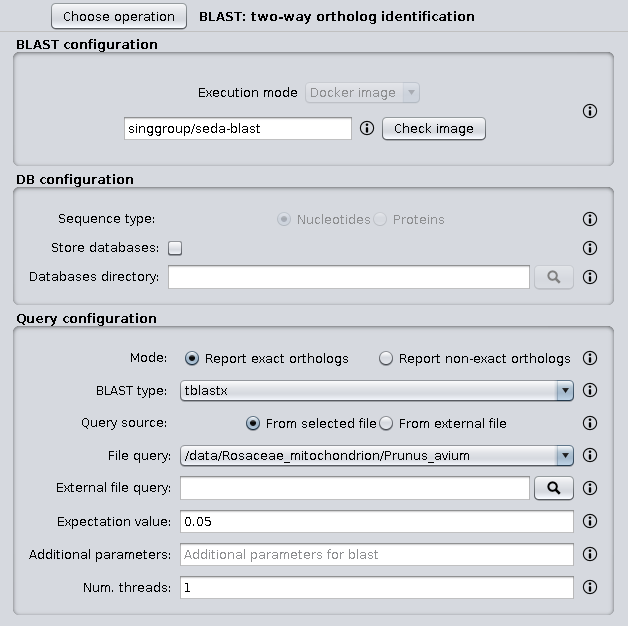 Choose operation BLAST: two-way ortholog identification
BLAST configuration
Execution mode Docker image
singgroup/seda-blast Check image
DB configuration
Sequence type: Nucleotides Proteins
Store databases:
Databases directory:
Query configuration
Mode: Report exact orthologs Report non-exact orthologs
BLAST type: tblastx
Query source: From selected file From external file
File query: /data/Rosaceae_mitochondrion/Prunus_avium
External file query:
Expectation value: 0.05
Additional parameters: Additional parameters for blast
Num. threads: 1